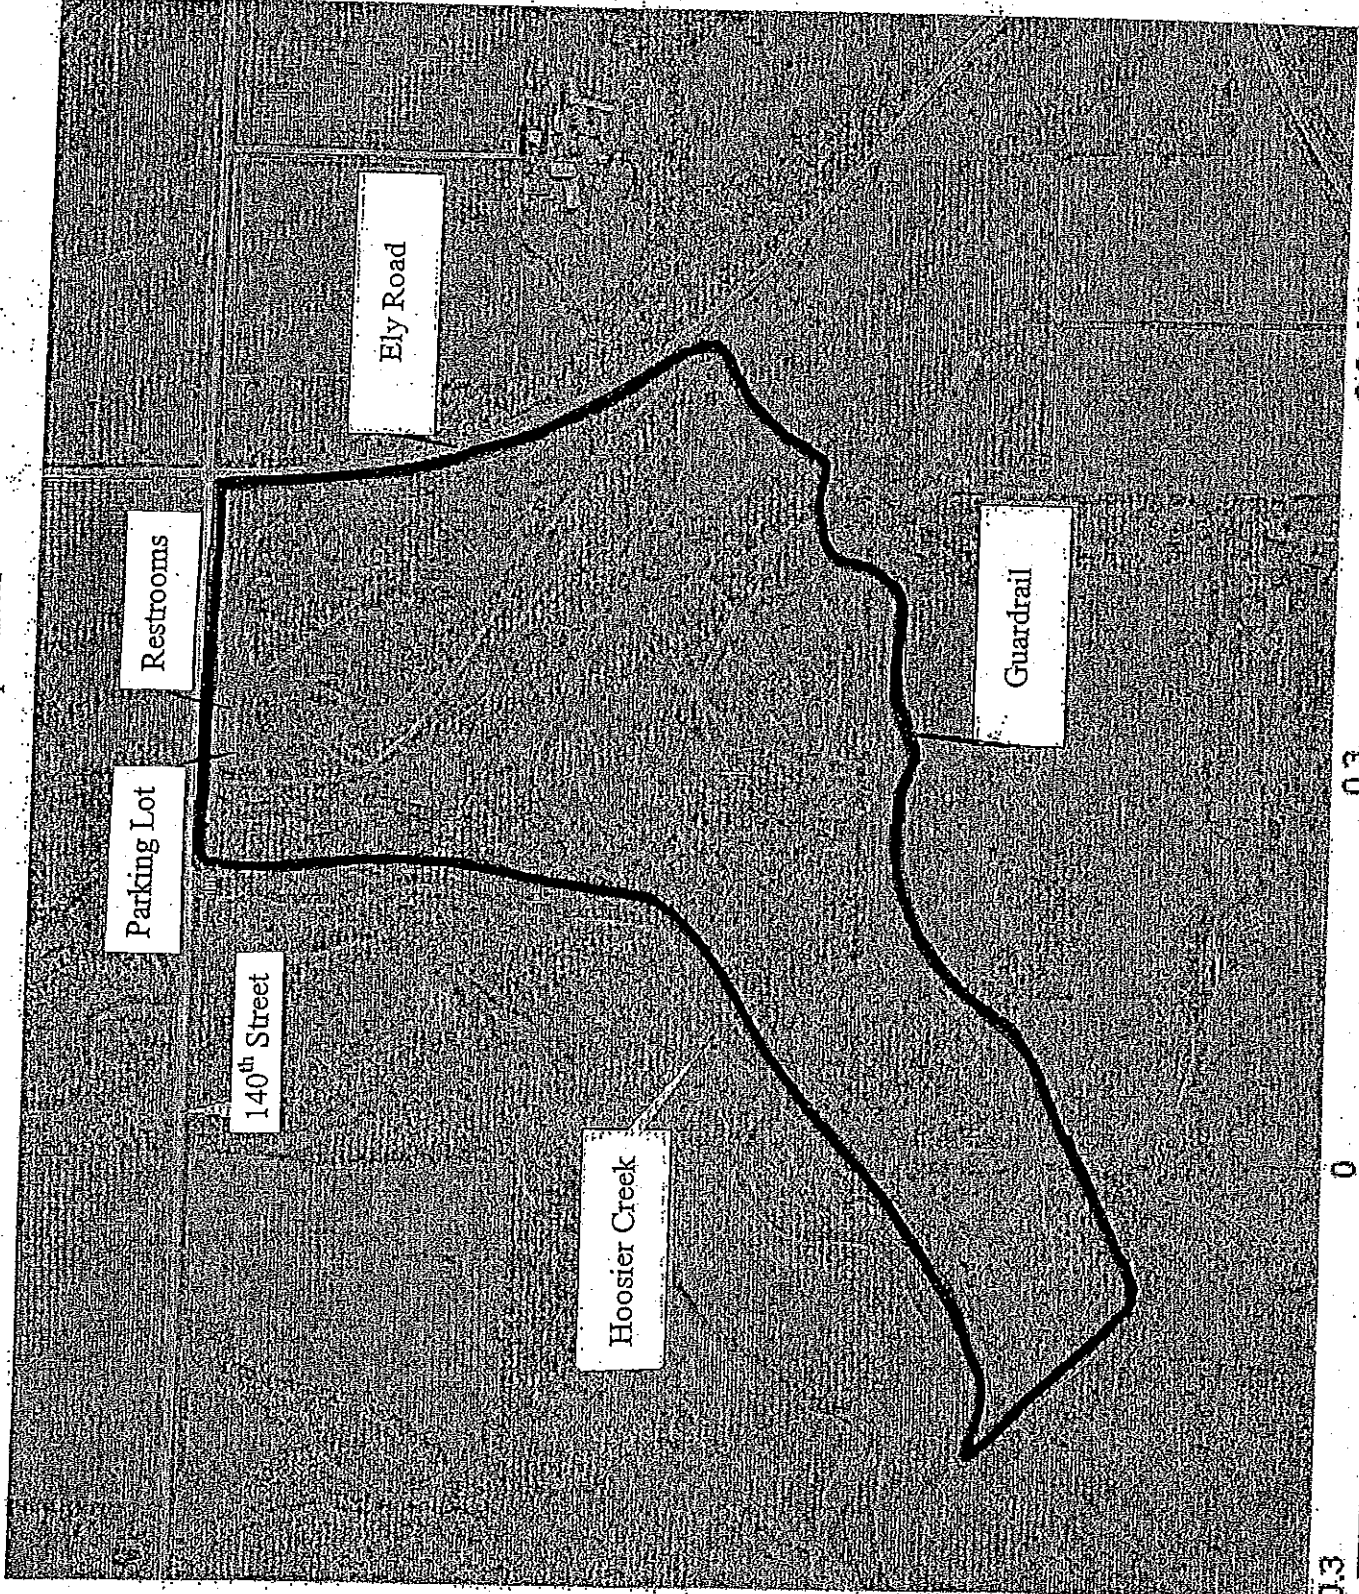 Parking Lot
Restrooms
140th Street
Ely Road
Hoosier Creek
Guardrail
0
0.3